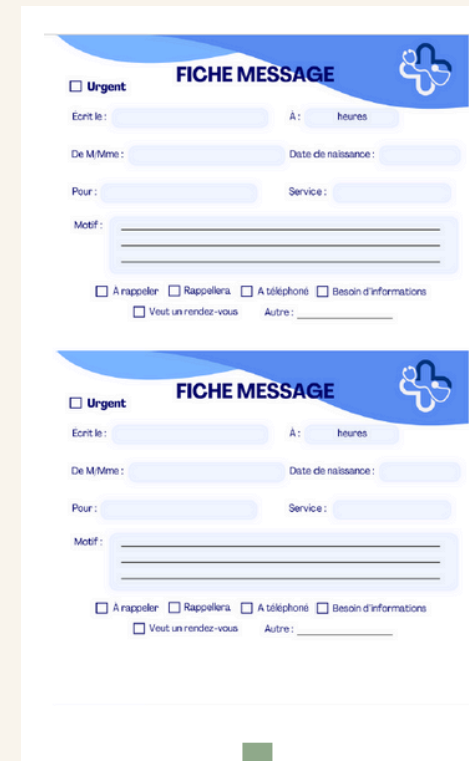 FICHE MESSAGE
Urgent
Écrit le : À : heures
De M/Mme : Date de naissance :
Pour : Service :
Motif :
À rappeler Rappellera A téléphoné Besoin d'informations
Veut un rendez-vous Autre :
FICHE MESSAGE
Urgent
Écrit le : À : heures
De M/Mme : Date de naissance :
Pour : Service :
Motif :
À rappeler Rappellera A téléphoné Besoin d'informations
Veut un rendez-vous Autre :